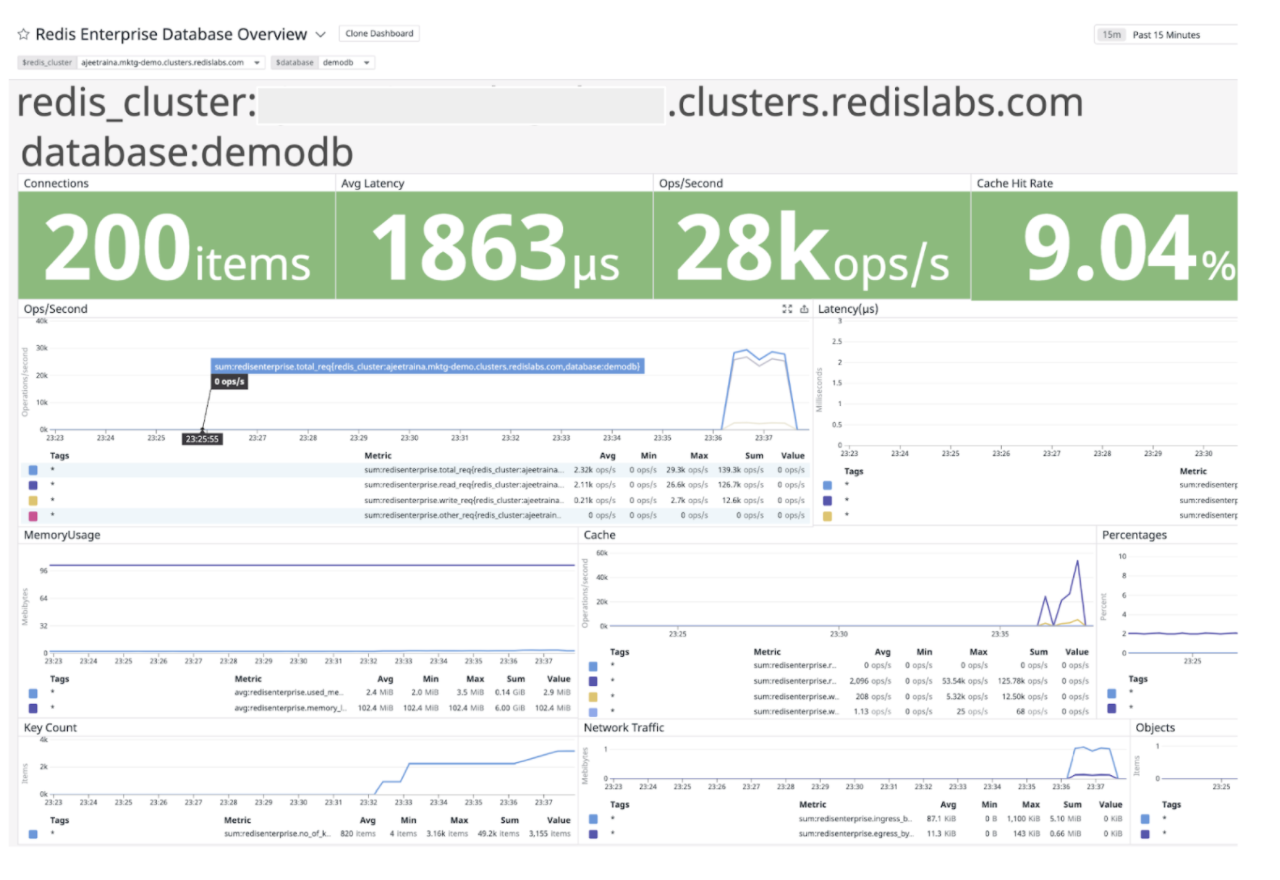 Redis Enterprise Database Overview Clone Dashboard 15m Past 15 Minutes
$redis_cluster ajeetraina.mktg-demo.clusters.redislabs.com $database demodb
redis_cluster: .clusters.redislabs.com
database:demodb
Connections Avg Latency Ops/Second Cache Hit Rate
200 items 1863 µs 28k ops/s 9.04 %
Ops/Second
40k
30k
20k
10k
0k
Operations/second
sum:redisenterprise.total_req{redis_cluster:ajeetraina.mktg-demo.clusters.redislabs.com,database:demodb}
0 ops/s
23:23 23:24 23:25 23:25:55 23:27 23:28 23:29 23:30 23:31 23:32 23:33 23:34 23:35 23:36 23:37
Tags Metric Avg Min Max Sum Value
* sum:redisenterprise.total_req{redis_cluster:ajeetraina... 2.32k ops/s 0 ops/s 29.3k ops/s 139.3k ops/s 0 ops/s
* sum:redisenterprise.read_req{redis_cluster:ajeetraina... 2.11k ops/s 0 ops/s 26.6k ops/s 126.7k ops/s 0 ops/s
* sum:redisenterprise.write_req{redis_cluster:ajeetraina... 0.21k ops/s 0 ops/s 2.7k ops/s 12.6k ops/s 0 ops/s
* sum:redisenterprise.other_req{redis_cluster:ajeetrain... 0 ops/s 0 ops/s 0 ops/s 0 ops/s 0 ops/s
Latency(µs)
3
2.5
2
1.5
1
0.5
0
Milliseconds
23:23 23:24 23:25 23:26 23:27 23:28 23:29 23:30
Tags Metric
* sum:redisenterp
* sum:redisenterp
* sum:redisenterp
MemoryUsage
96
64
32
0
Mebibytes
23:23 23:24 23:25 23:26 23:27 23:28 23:29 23:30 23:31 23:32 23:33 23:34 23:35 23:36 23:37
Tags Metric Avg Min Max Sum Value
* avg:redisenterprise.used_me... 2.4 MiB 2.0 MiB 3.5 MiB 0.14 GiB 2.9 MiB
* avg:redisenterprise.memory_l... 102.4 MiB 102.4 MiB 102.4 MiB 6.00 GiB 102.4 MiB
Cache
60k
40k
20k
0k
Operations/second
23:25 23:30 23:35
Tags Metric Avg Min Max Sum Value
* sum:redisenterprise.r... 0 ops/s 0 ops/s 0 ops/s 0 ops/s 0 ops/s
* sum:redisenterprise.r... 2,096 ops/s 0 ops/s 53.54k ops/s 125.78k ops/s 0 ops/s
* sum:redisenterprise.w... 208 ops/s 0 ops/s 5.32k ops/s 12.50k ops/s 0 ops/s
* sum:redisenterprise.w... 1.13 ops/s 0 ops/s 25 ops/s 68 ops/s 0 ops/s
Percentages
10
8
6
4
2
0
Percent
23:25
Tags
*
*
Key Count
4k
2k
0k
Items
23:23 23:24 23:25 23:26 23:27 23:28 23:29 23:30 23:31 23:32 23:33 23:34 23:35 23:36 23:37
Tags Metric Avg Min Max Sum Value
* sum:redisenterprise.no_of_k... 820 items 4 items 3.16k items 49.2k items 3,155 items
Network Traffic
1
0
Mebibytes
23:23 23:24 23:25 23:26 23:27 23:28 23:29 23:30 23:31 23:32 23:33 23:34 23:35 23:36 23:37
Tags Metric Avg Min Max Sum Value
* sum:redisenterprise.ingress_b... 87.1 KiB 0 B 1,100 KiB 5.10 MiB 0 KiB
* sum:redisenterprise.egress_by... 11.3 KiB 0 B 143 KiB 0.66 MiB 0 KiB
Objects
1
0
Items
23:25
Tags
*
*